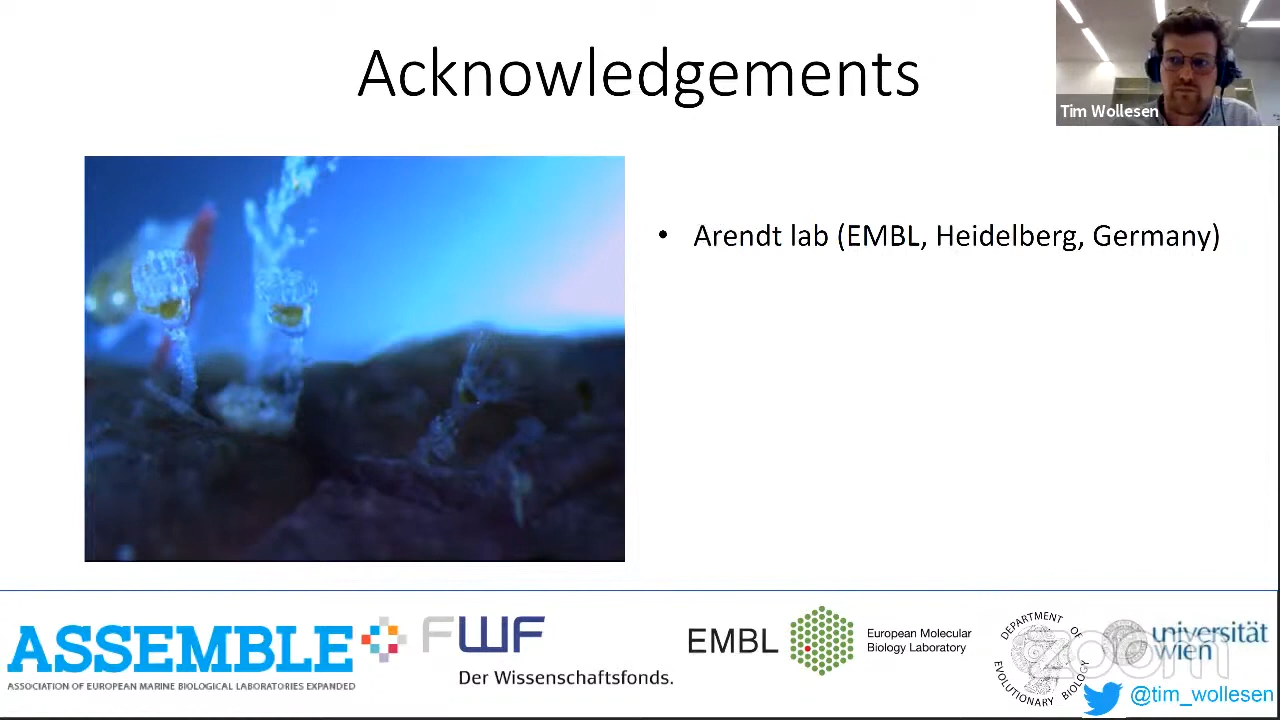 Acknowledgements
Tim Wollesen
• Arendt lab (EMBL, Heidelberg, Germany)
ASSEMBLE
ASSOCIATION OF EUROPEAN MARINE BIOLOGICAL LABORATORIES EXPANDED
FWF
Der Wissenschaftsfonds.
EMBL
European Molecular
Biology Laboratory
DEPARTMENT OF
EVOLUTIONARY BIOLOGY
universität
wien
zoom
@tim_wollesen